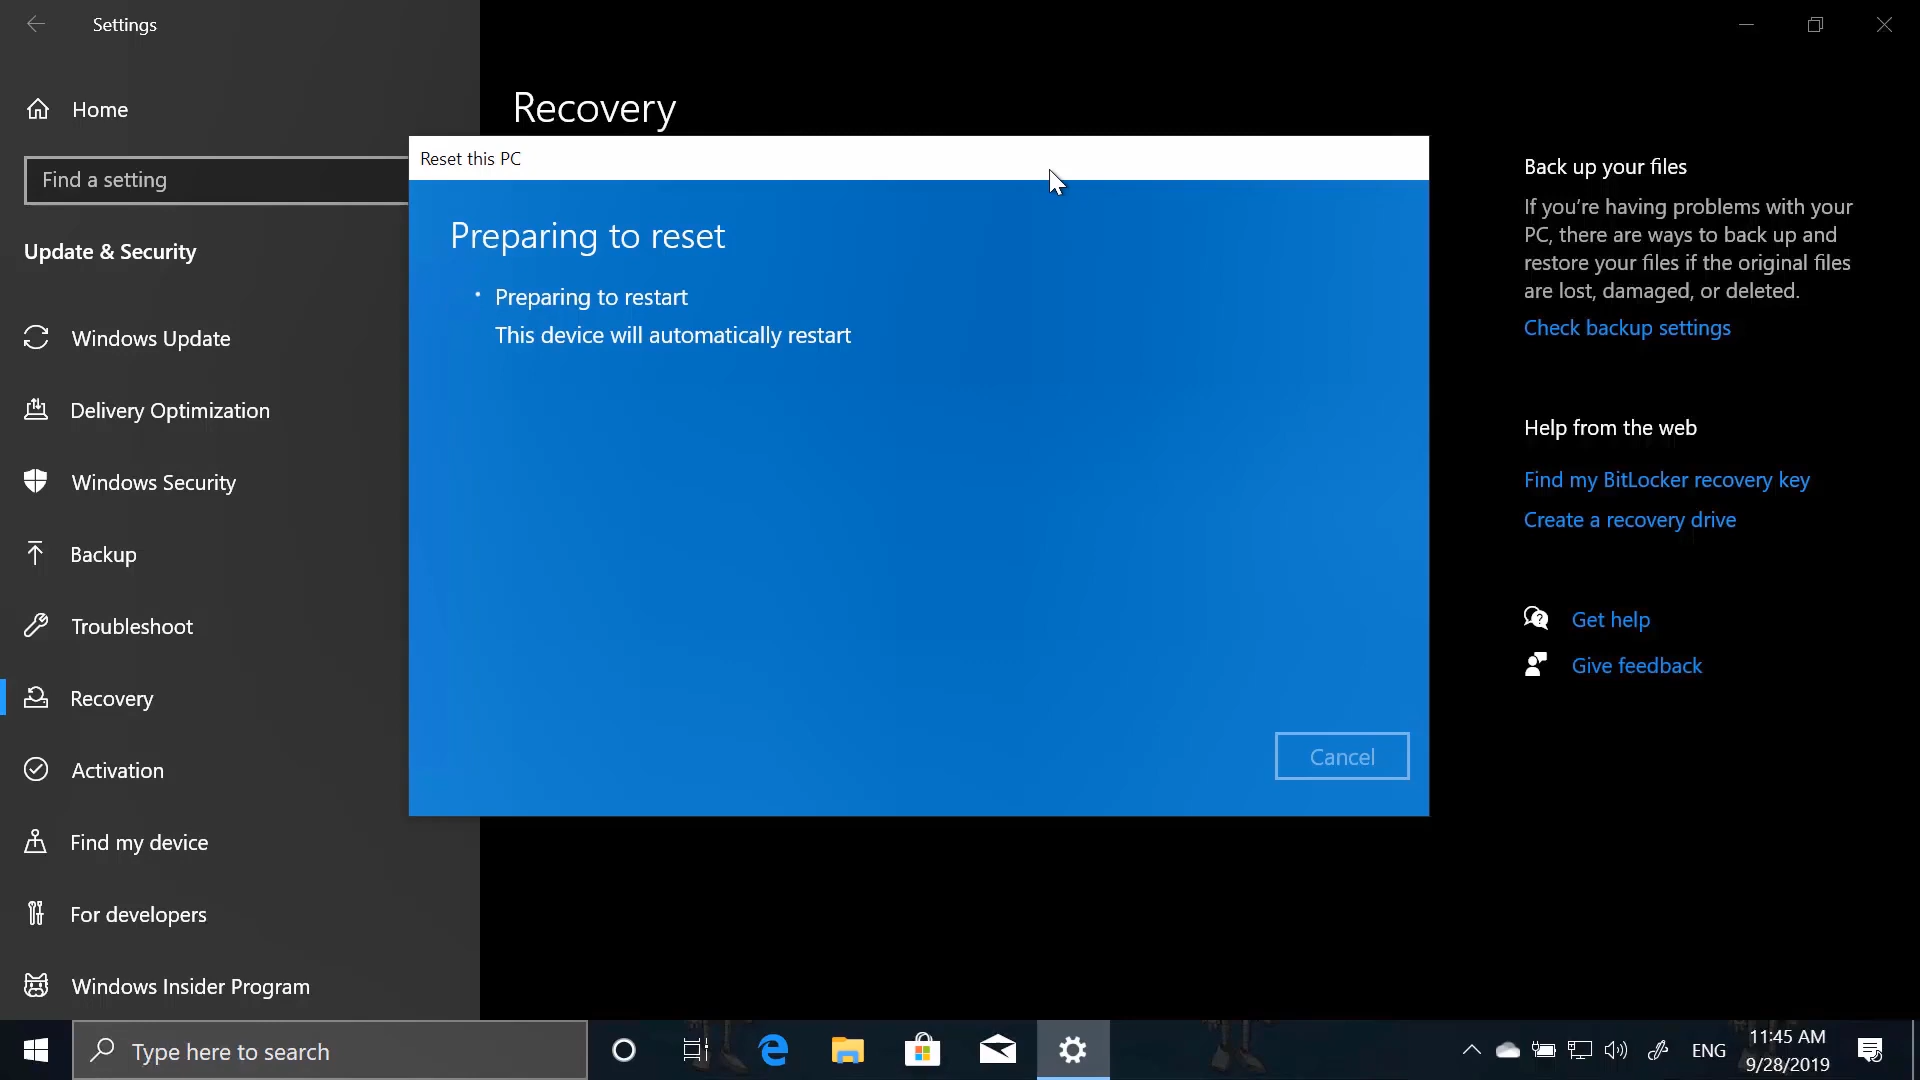 Settings
Home
Find a setting
Update & Security
Windows Update
Delivery Optimization
Windows Security
Backup
Troubleshoot
Recovery
Activation
Find my device
For developers
Windows Insider Program
Recovery
Reset this PC
Preparing to reset
Preparing to restart
This device will automatically restart
Cancel
Back up your files
If you're having problems with your
PC, there are ways to back up and
restore your files if the original files
are lost, damaged, or deleted.
Check backup settings
Help from the web
Find my BitLocker recovery key
Create a recovery drive
Get help
Give feedback
Type here to search
ENG
11:45 AM
9/28/2019